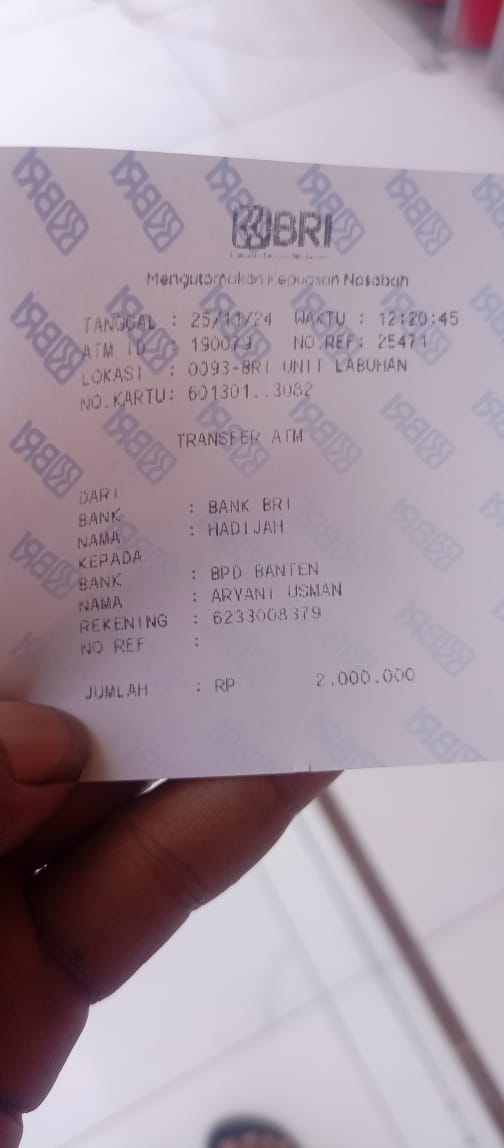 BRI
Mengutamakan Kepuasan Nasabah
TANGGAL : 25/11/24 WAKTU : 12:20:45
ATM ID : 190079 NO.REF: 25471
LOKASI : 0093-BRI UNIT LABUHAN
NO.KARTU: 601301..3082
TRANSFER ATM
DARI
BANK : BANK BRI
NAMA : HADIJAH
KEPADA
BANK : BPD BANTEN
NAMA : ARYANI USMAN
REKENING : 6233008379
NO REF :
JUMLAH : RP 2.000.000